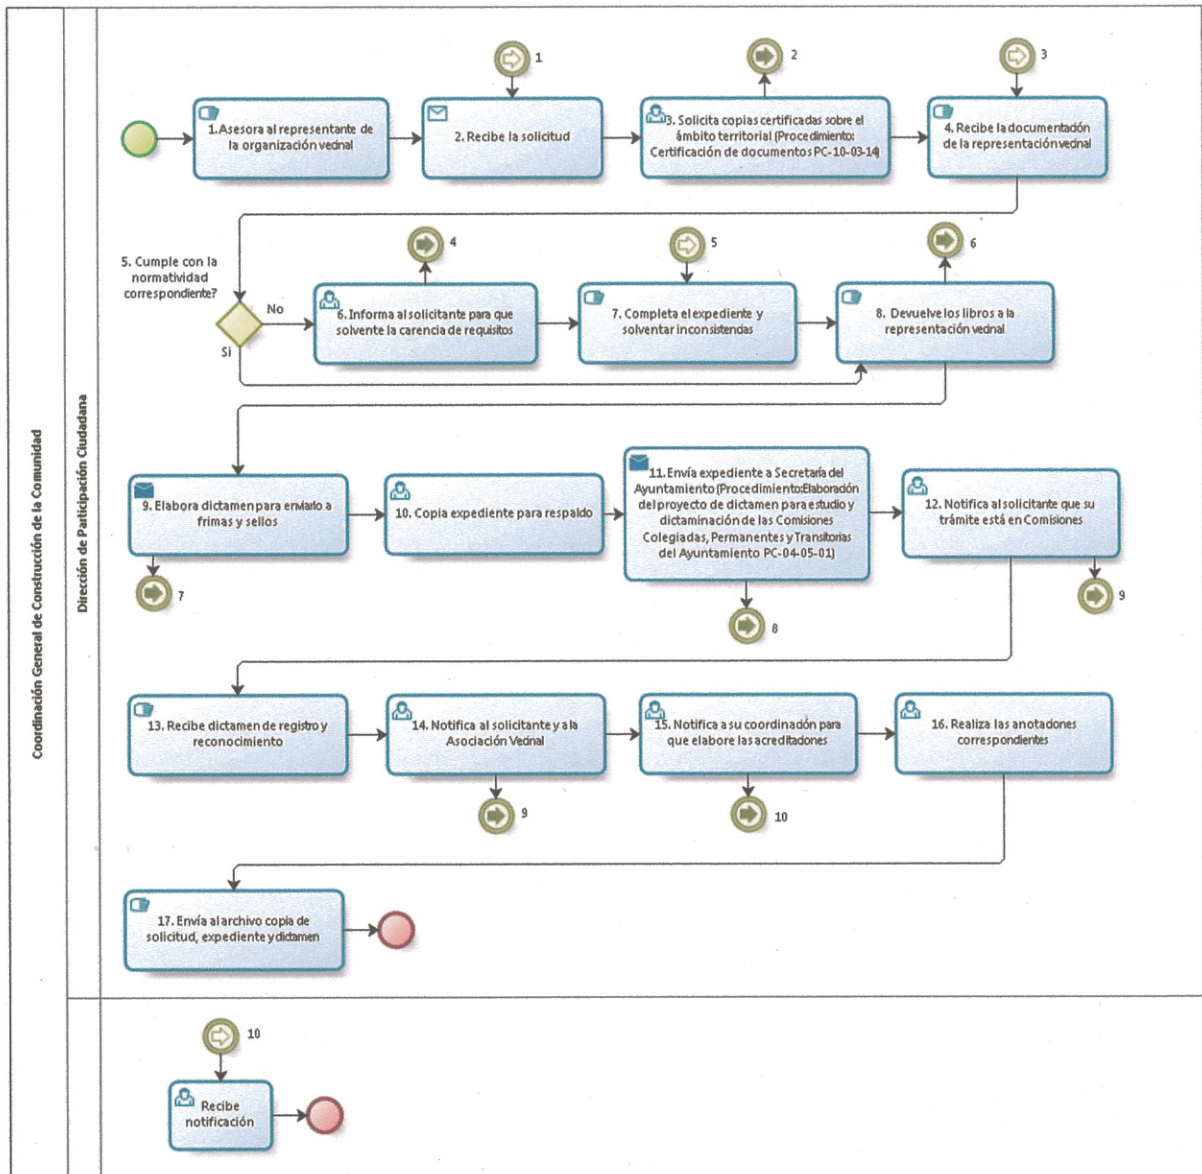 Coordinación General de Construcción de la Comunidad
Dirección de Participación Ciudadana
1
2
3
1.Asesora al representante de
la organización vecinal
2. Recibe la solicitud
3. Solicita copias certificadas sobre el
ámbito territorial (Procedimiento:
Certificación de documentos PC-10-03-14)
4. Recibe la documentación
de la representación vecinal
5. Cumple con la
normatividad
correspondiente?
4
5
6
No
Si
6. Informa al solicitante para que
solvente la carencia de requisitos
7. Completa el expediente y
solventar inconsistencias
8. Devuelve los libros a la
representación vecinal
9. Elabora dictamen para enviarlo a
frimas y sellos
10. Copia expediente para respaldo
11. Envía expediente a Secretaría del
Ayuntamiento (Procedimiento:Elaboración
del proyecto de dictamen para estudio y
dictaminación de las Comisiones
Colegiadas, Permanentes y Transitorias
del Ayuntamiento PC-04-05-01)
12. Notifica al solicitante que su
trámite está en Comisiones
7
8
9
13. Recibe dictamen de registro y
reconocimiento
14. Notifica al solicitante y a la
Asociación Vecinal
15. Notifica a su coordinación para
que elabore las acreditaciones
16. Realiza las anotaciones
correspondientes
9
10
17. Envía al archivo copia de
solicitud, expediente y dictamen
10
Recibe
notificación